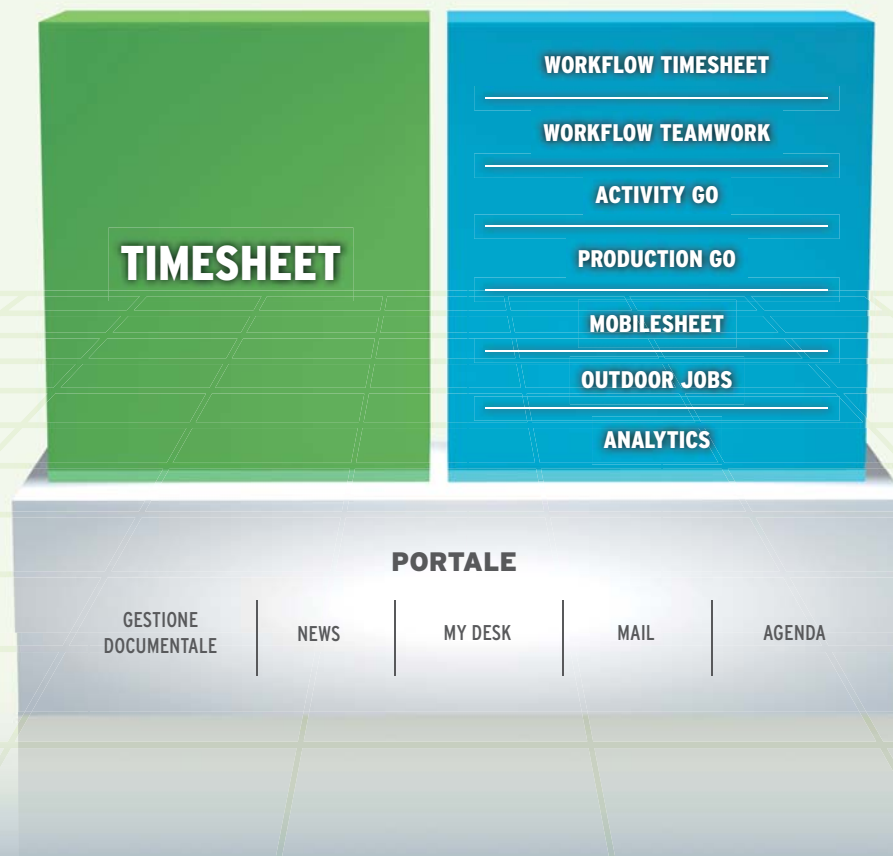 TIMESHEET
WORKFLOW TIMESHEET
WORKFLOW TEAMWORK
ACTIVITY GO
PRODUCTION GO
MOBILESHEET
OUTDOOR JOBS
ANALYTICS
PORTALE
GESTIONE
DOCUMENTALE
NEWS
MY DESK
MAIL
AGENDA